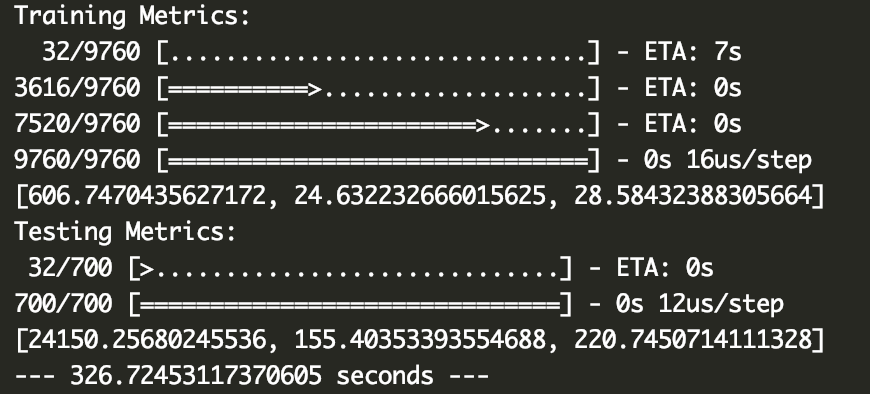 Training Metrics:
32/9760 [..............................] - ETA: 7s
3616/9760 [==========>...................] - ETA: 0s
7520/9760 [======================>.......] - ETA: 0s
9760/9760 [==============================] - 0s 16us/step
[606.7470435627172, 24.632232666015625, 28.58432388305664]
Testing Metrics:
32/700 [>.............................] - ETA: 0s
700/700 [==============================] - 0s 12us/step
[24150.25680245536, 155.40353393554688, 220.7450714111328]
--- 326.72453117370605 seconds ---